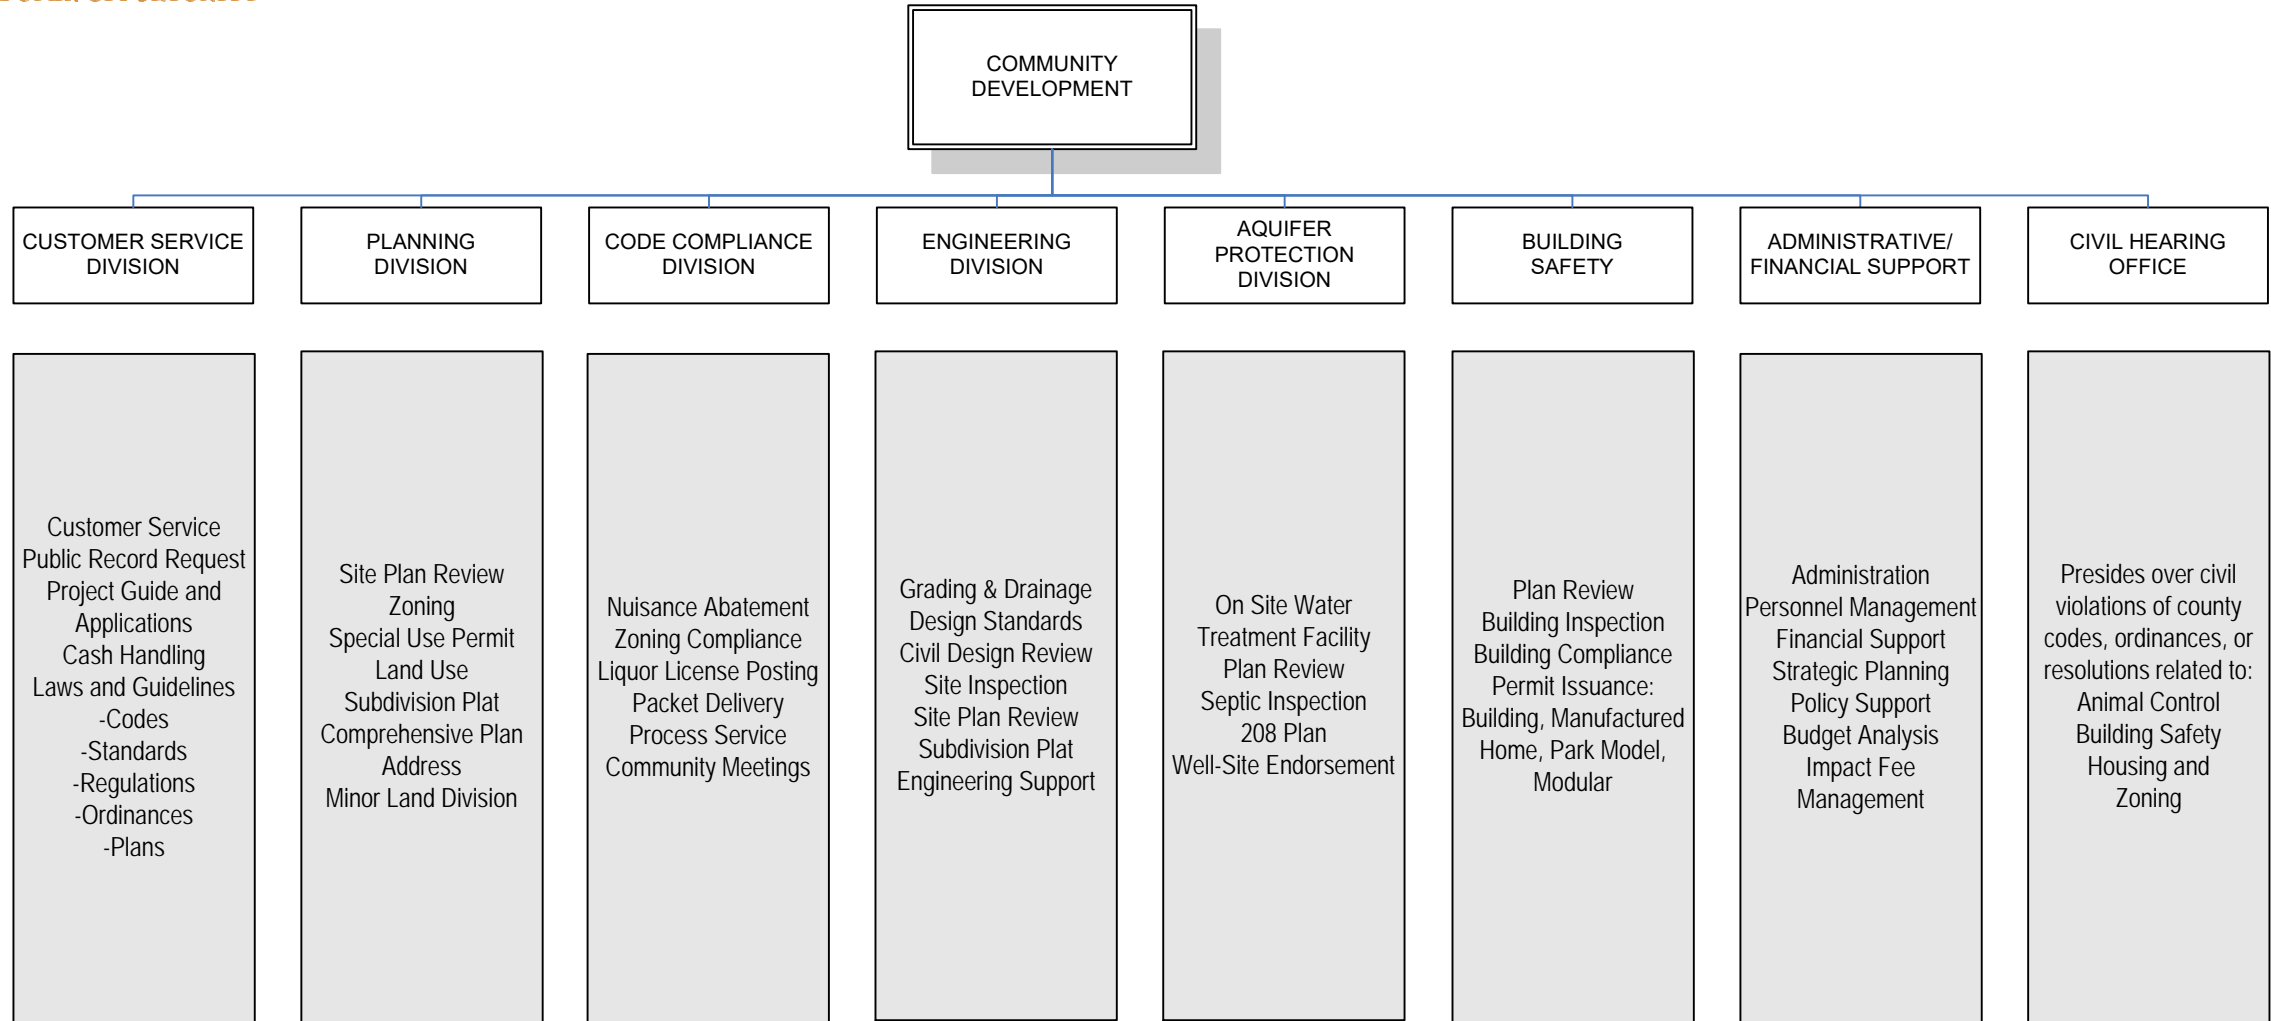 COMMUNITY
DEVELOPMENT
CUSTOMER SERVICE
DIVISION
PLANNING
DIVISION
CODE COMPLIANCE
DIVISION
ENGINEERING
DIVISION
AQUIFER
PROTECTION
DIVISION
BUILDING
SAFETY
ADMINISTRATIVE/
FINANCIAL SUPPORT
CIVIL HEARING
OFFICE
Customer Service
Public Record Request
Project Guide and
Applications
Cash Handling
Laws and Guidelines
-Codes
-Standards
-Regulations
-Ordinances
-Plans
Site Plan Review
Zoning
Special Use Permit
Land Use
Subdivision Plat
Comprehensive Plan
Address
Minor Land Division
Nuisance Abatement
Zoning Compliance
Liquor License Posting
Packet Delivery
Process Service
Community Meetings
Grading & Drainage
Design Standards
Civil Design Review
Site Inspection
Site Plan Review
Subdivision Plat
Engineering Support
On Site Water
Treatment Facility
Plan Review
Septic Inspection
208 Plan
Well-Site Endorsement
Plan Review
Building Inspection
Building Compliance
Permit Issuance:
Building, Manufactured
Home, Park Model,
Modular
Administration
Personnel Management
Financial Support
Strategic Planning
Policy Support
Budget Analysis
Impact Fee
Management
Presides over civil
violations of county
codes, ordinances, or
resolutions related to:
Animal Control
Building Safety
Housing and
Zoning